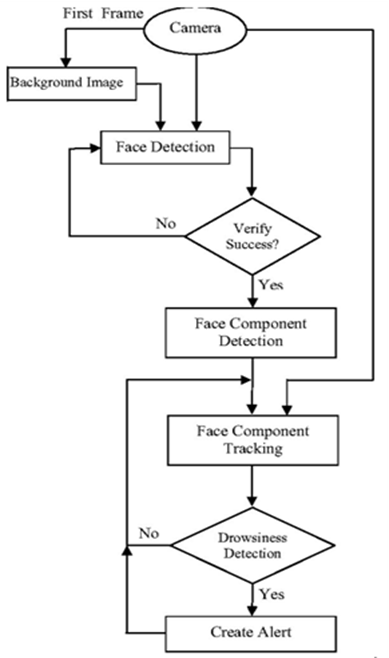 First Frame
Camera
Background Image
Face Detection
No
Verify
Success?
Yes
Face Component
Detection
Face Component
Tracking
No
Drowsiness
Detection
Yes
Create Alert